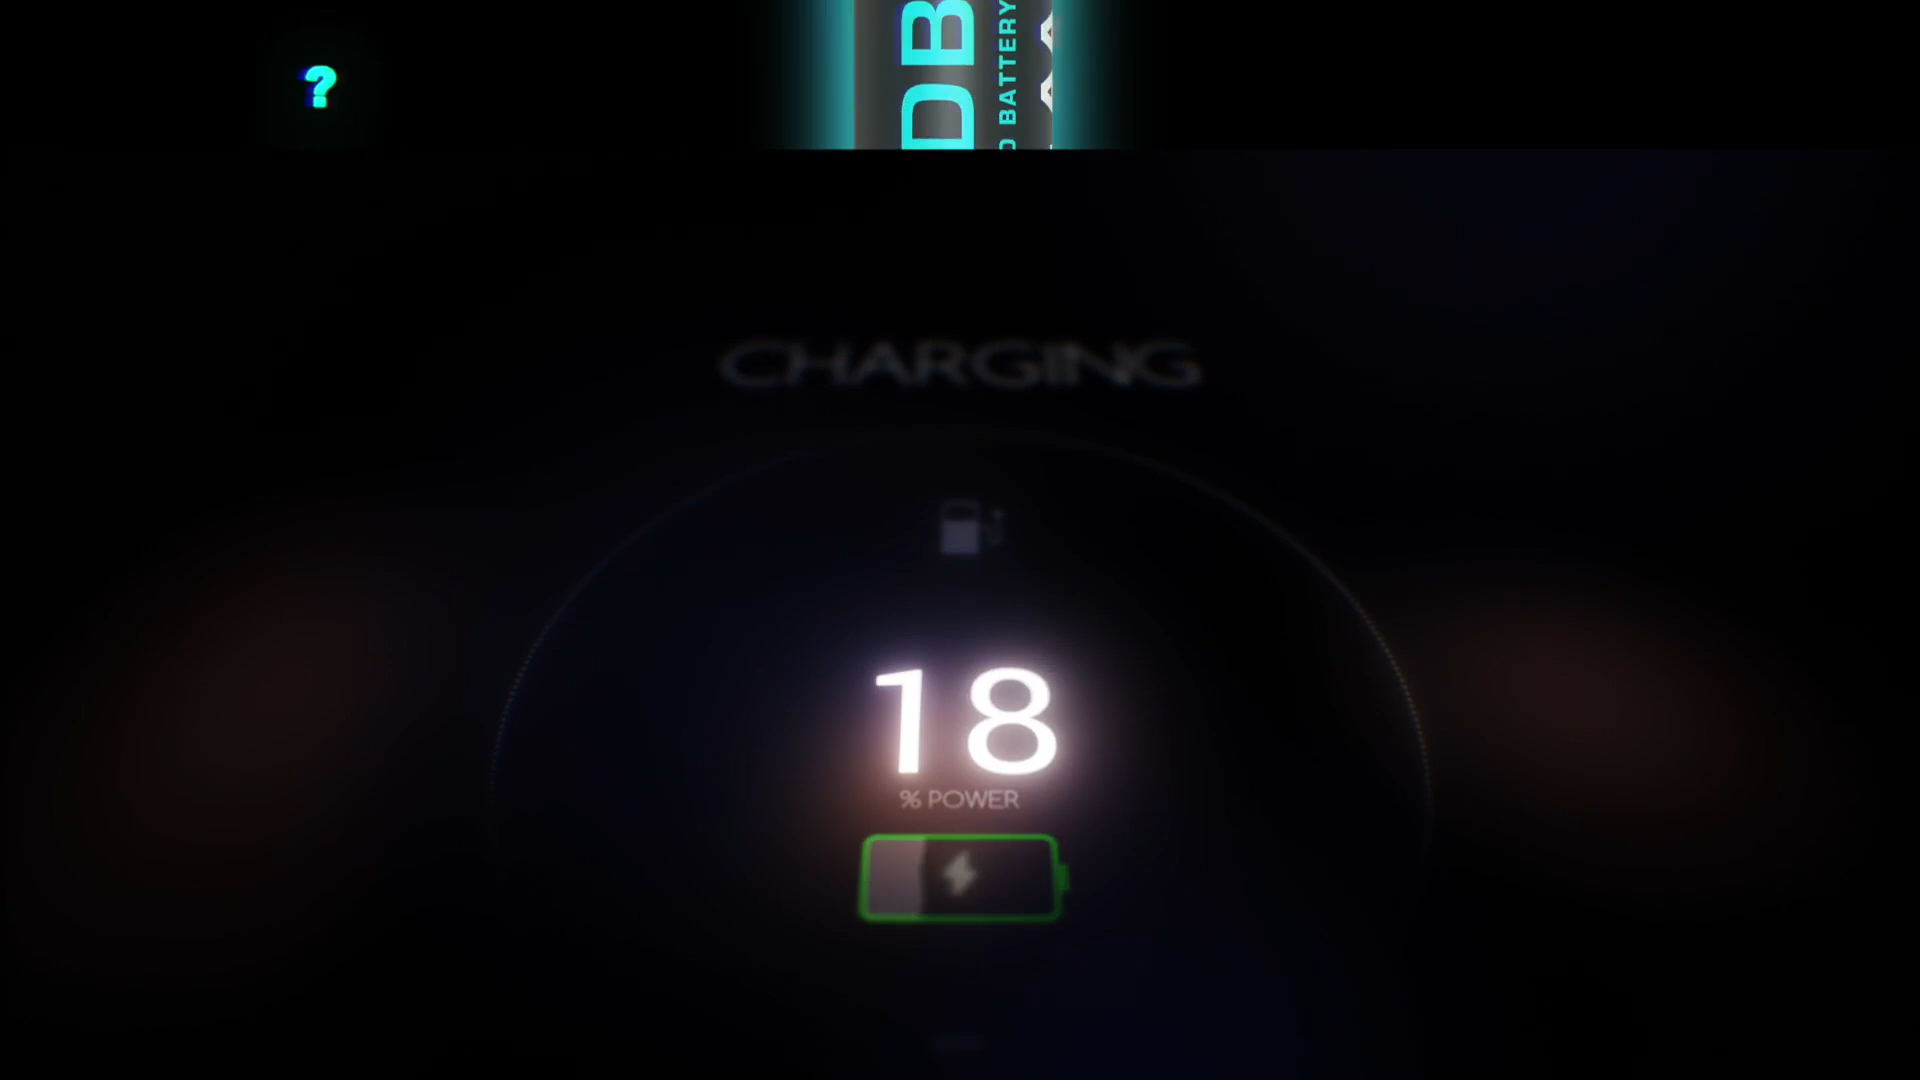 ?
DB
BATTERY
CHARGING
18
% POWER